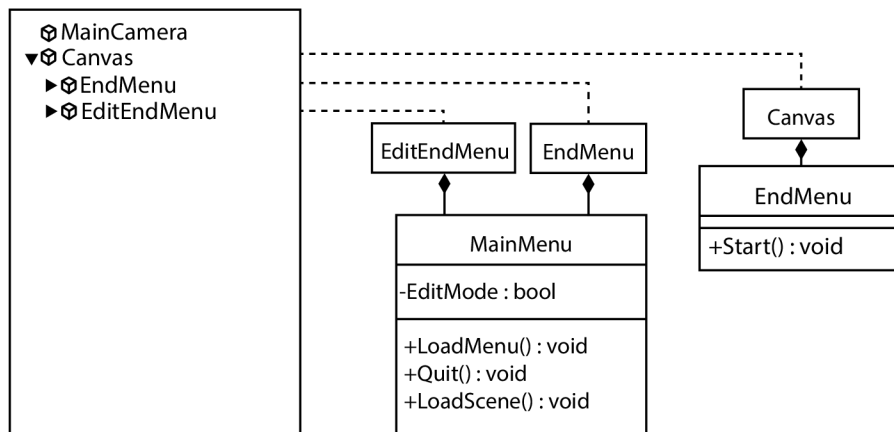 MainCamera
Canvas
EndMenu
EditEndMenu
EditEndMenu
EndMenu
Canvas
MainMenu
-EditMode : bool
+LoadMenu() : void
+Quit() : void
+LoadScene() : void
EndMenu
+Start() : void